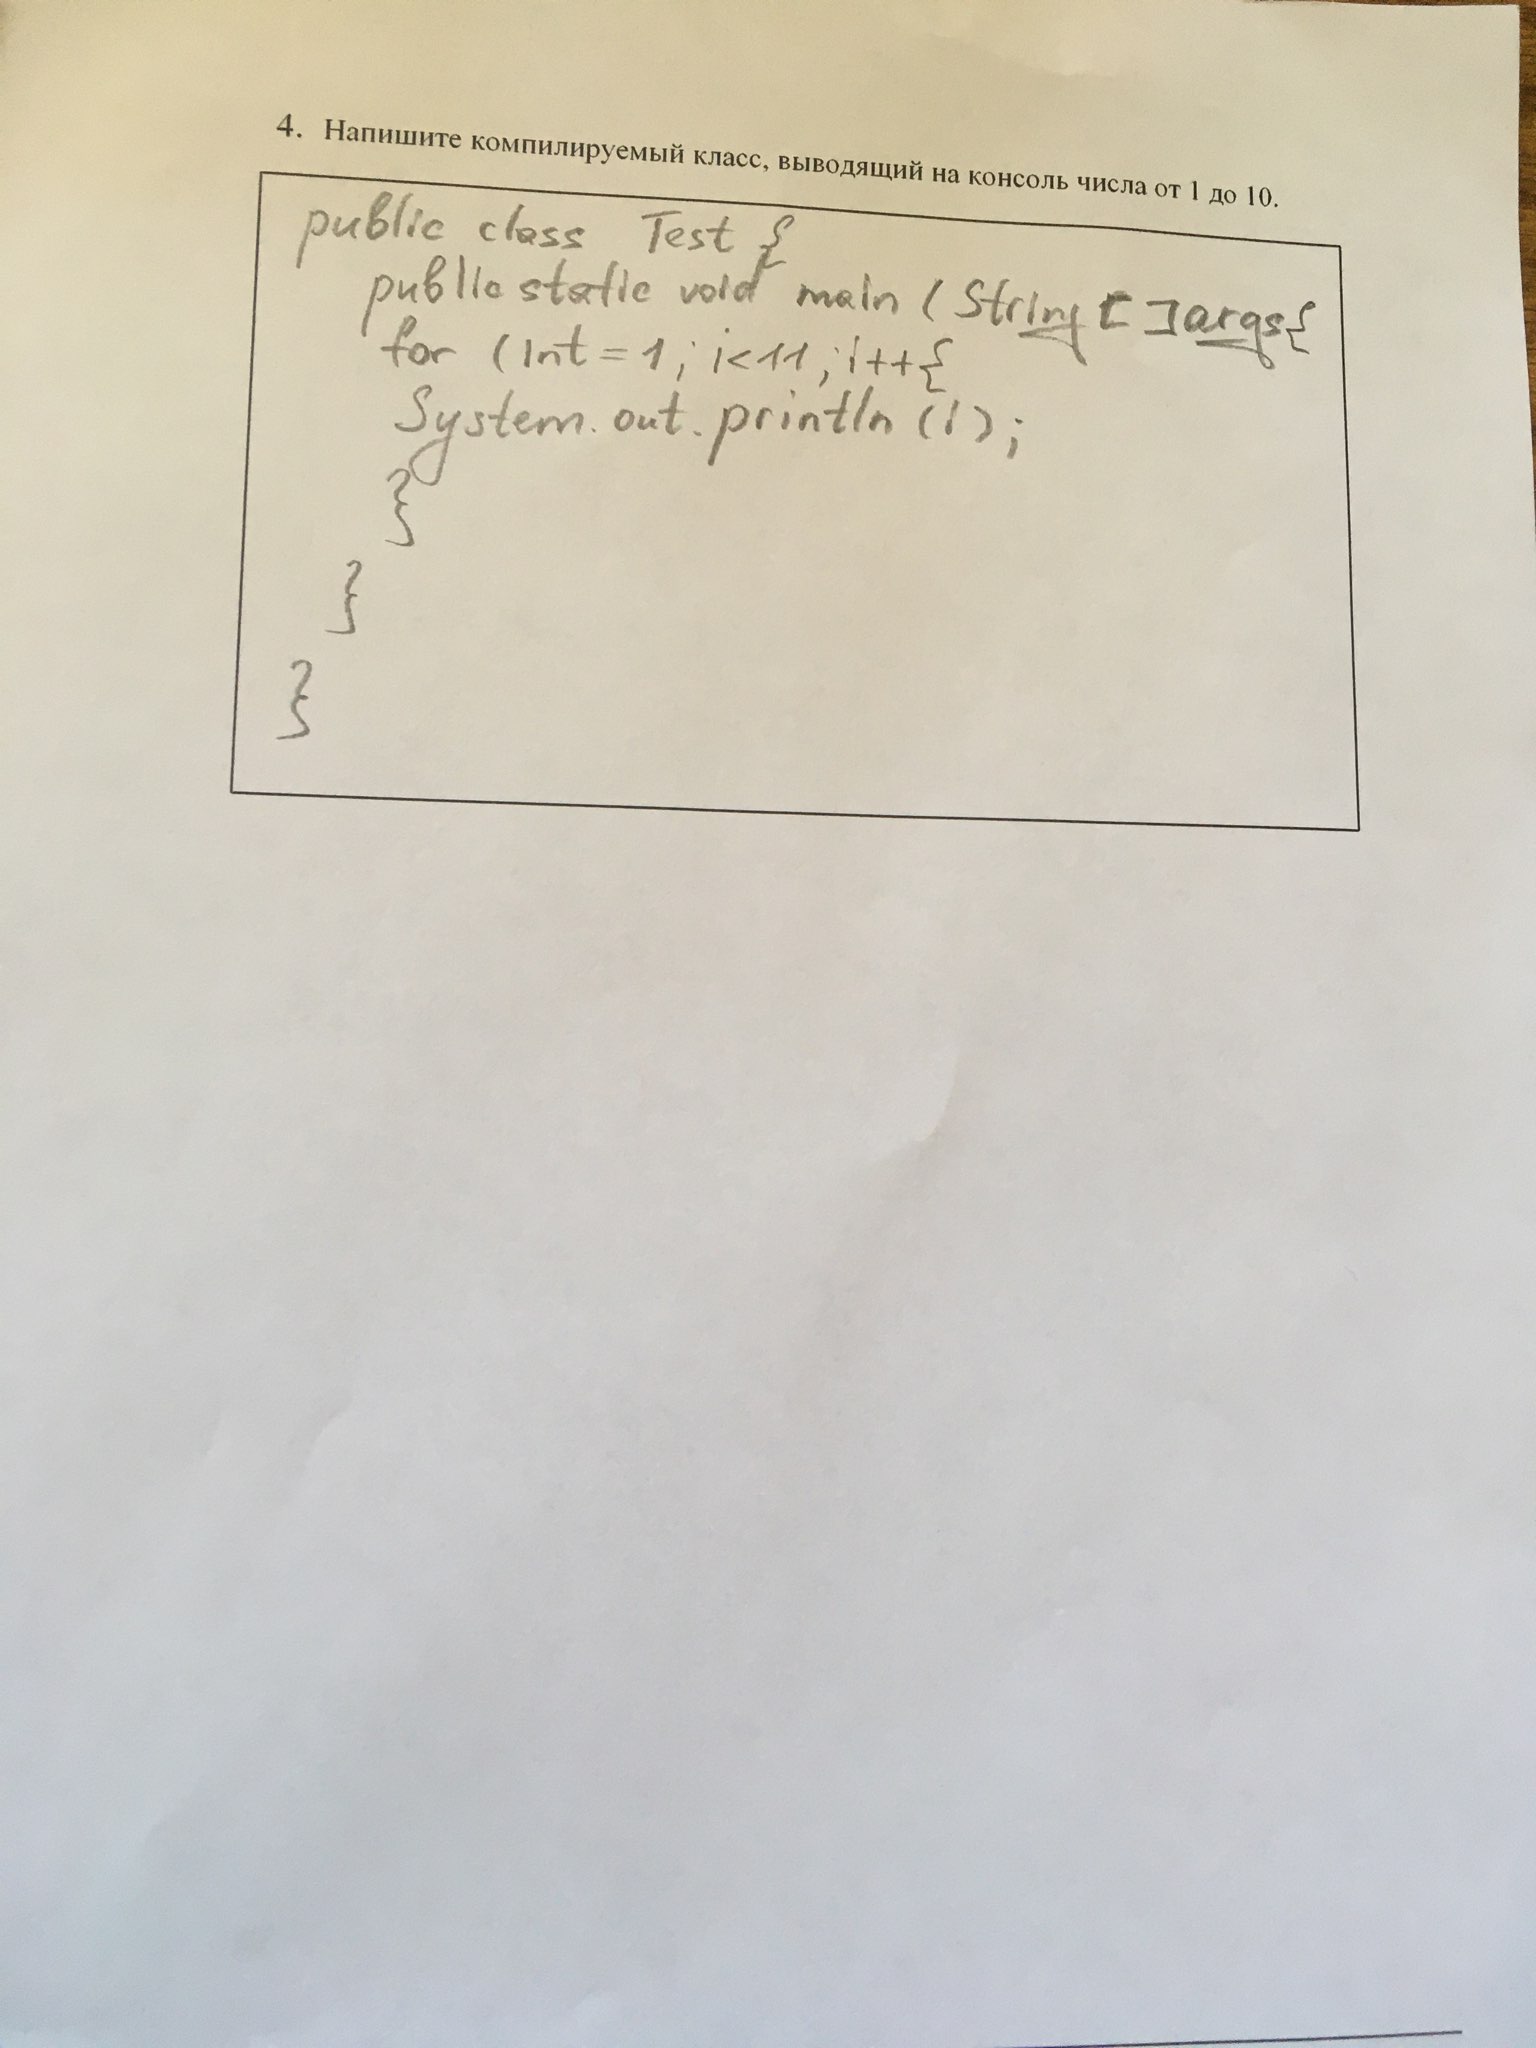 4. Напишите компилируемый класс, выводящий на консоль числа от 1 до 10.
public class Test {
public static void main (String [ ] args{
for (int = 1; i<11; i++{
System.out.println(i);
}
}
}